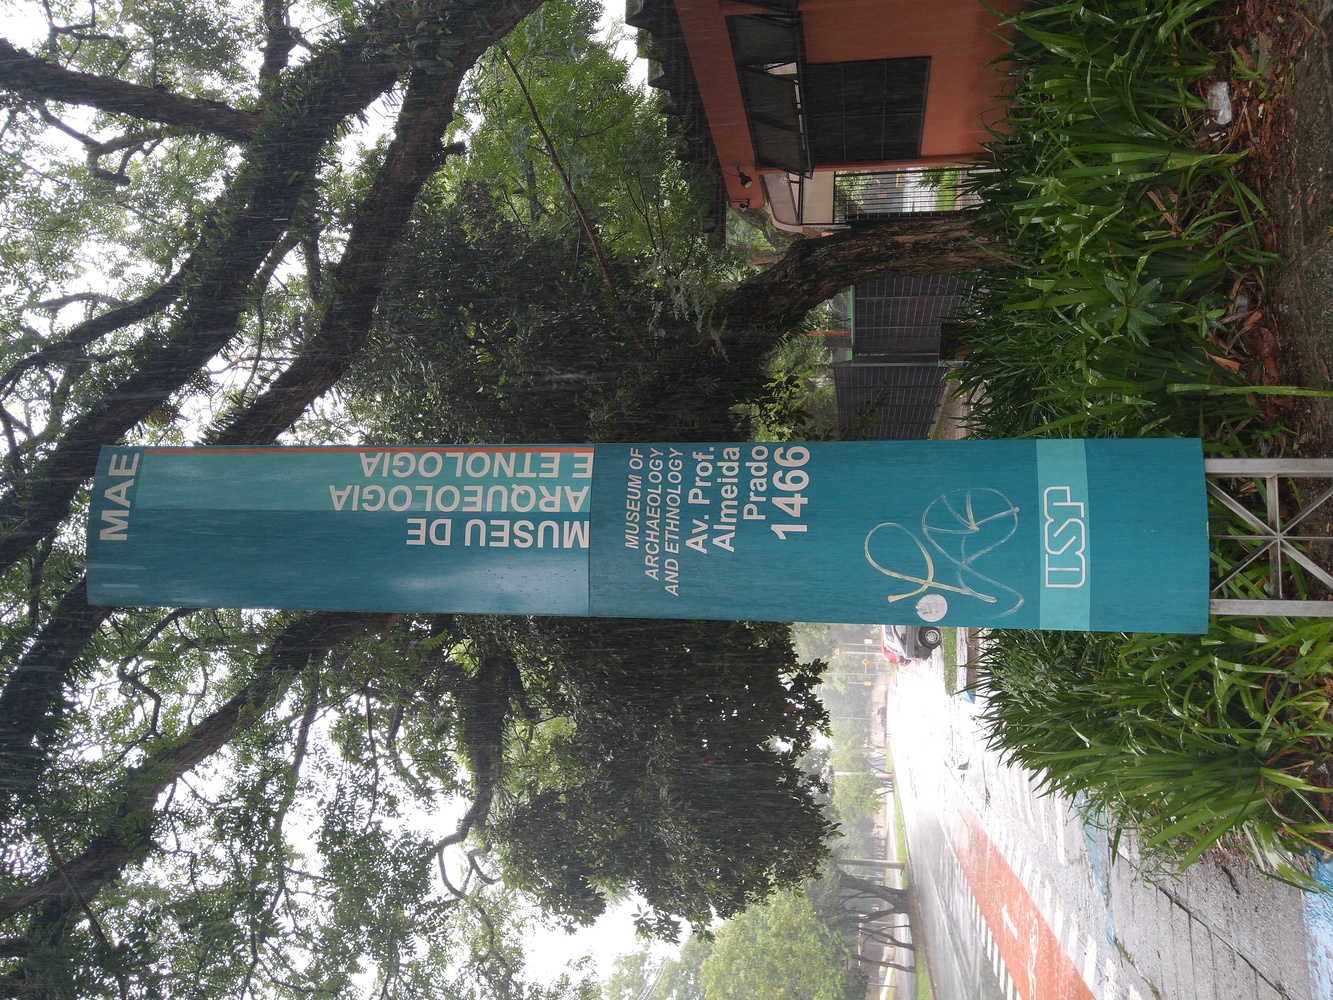 MAE
MUSEU DE
ARQUEOLOGIA
E ETNOLOGIA
MUSEUM OF
ARCHAEOLOGY
AND ETHNOLOGY
Av. Prof.
Almeida
Prado
1466
USP